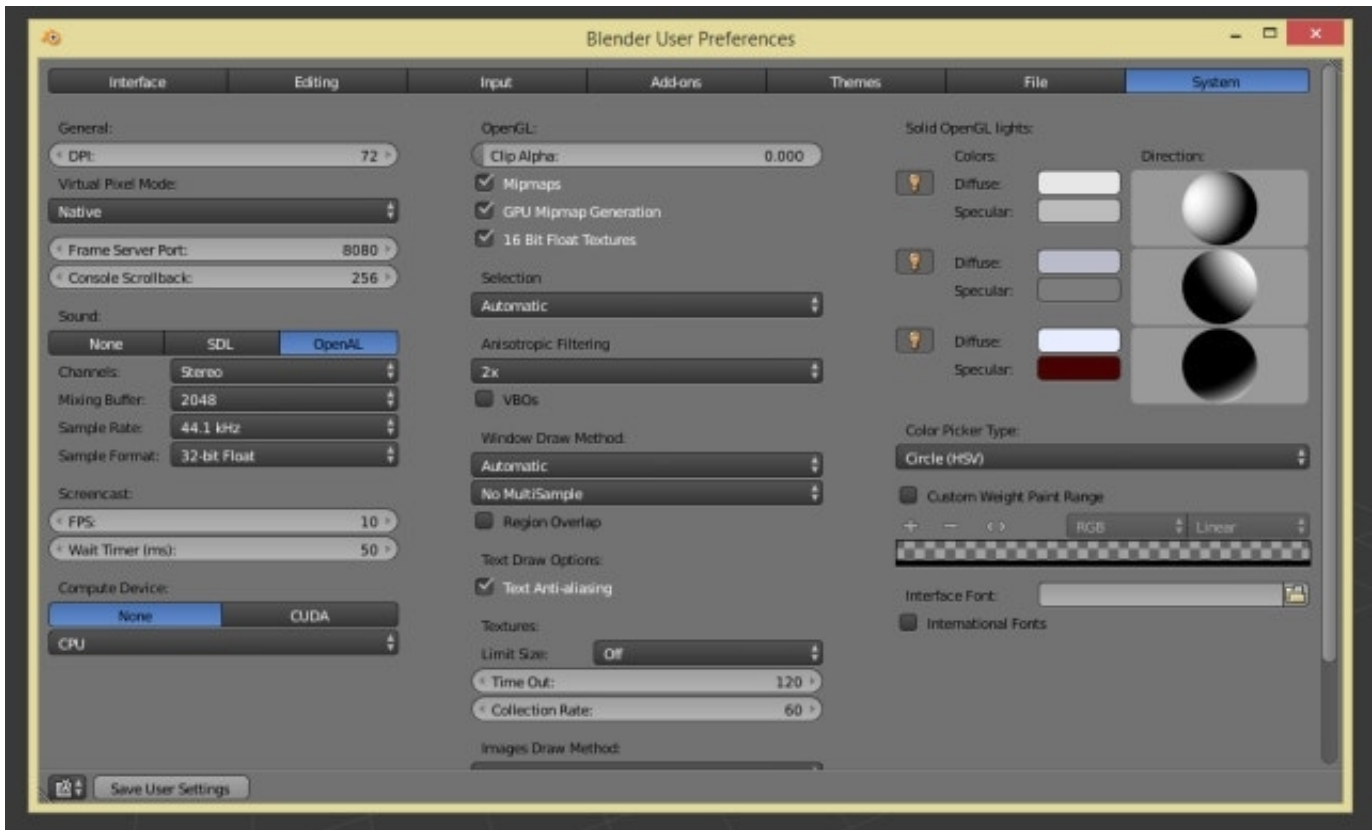 Blender User Preferences
Interface Editing Input Add-ons Themes File System
General:
DPI: 72
Virtual Pixel Mode:
Native
Frame Server Port: 8080
Console Scrollback: 256
Sound:
None SDL OpenAL
Channels: Stereo
Mixing Buffer: 2048
Sample Rate: 44.1 kHz
Sample Format: 32-bit Float
Screencast:
FPS: 10
Wait Timer (ms): 50
Compute Device:
None CUDA
CPU
OpenGL:
Clip Alpha: 0.000
Mipmaps
GPU Mipmap Generation
16 Bit Float Textures
Selection
Automatic
Anisotropic Filtering
2x
VBOs
Window Draw Method:
Automatic
No MultiSample
Region Overlap
Text Draw Options:
Text Anti-aliasing
Textures:
Limit Size: Off
Time Out: 120
Collection Rate: 60
Images Draw Method:
Solid OpenGL lights:
Colors: Direction:
Diffuse:
Specular:
Diffuse:
Specular:
Diffuse:
Specular:
Color Picker Type:
Circle (HSV)
Custom Weight Paint Range
RGB Linear
Interface Font:
International Fonts
Save User Settings